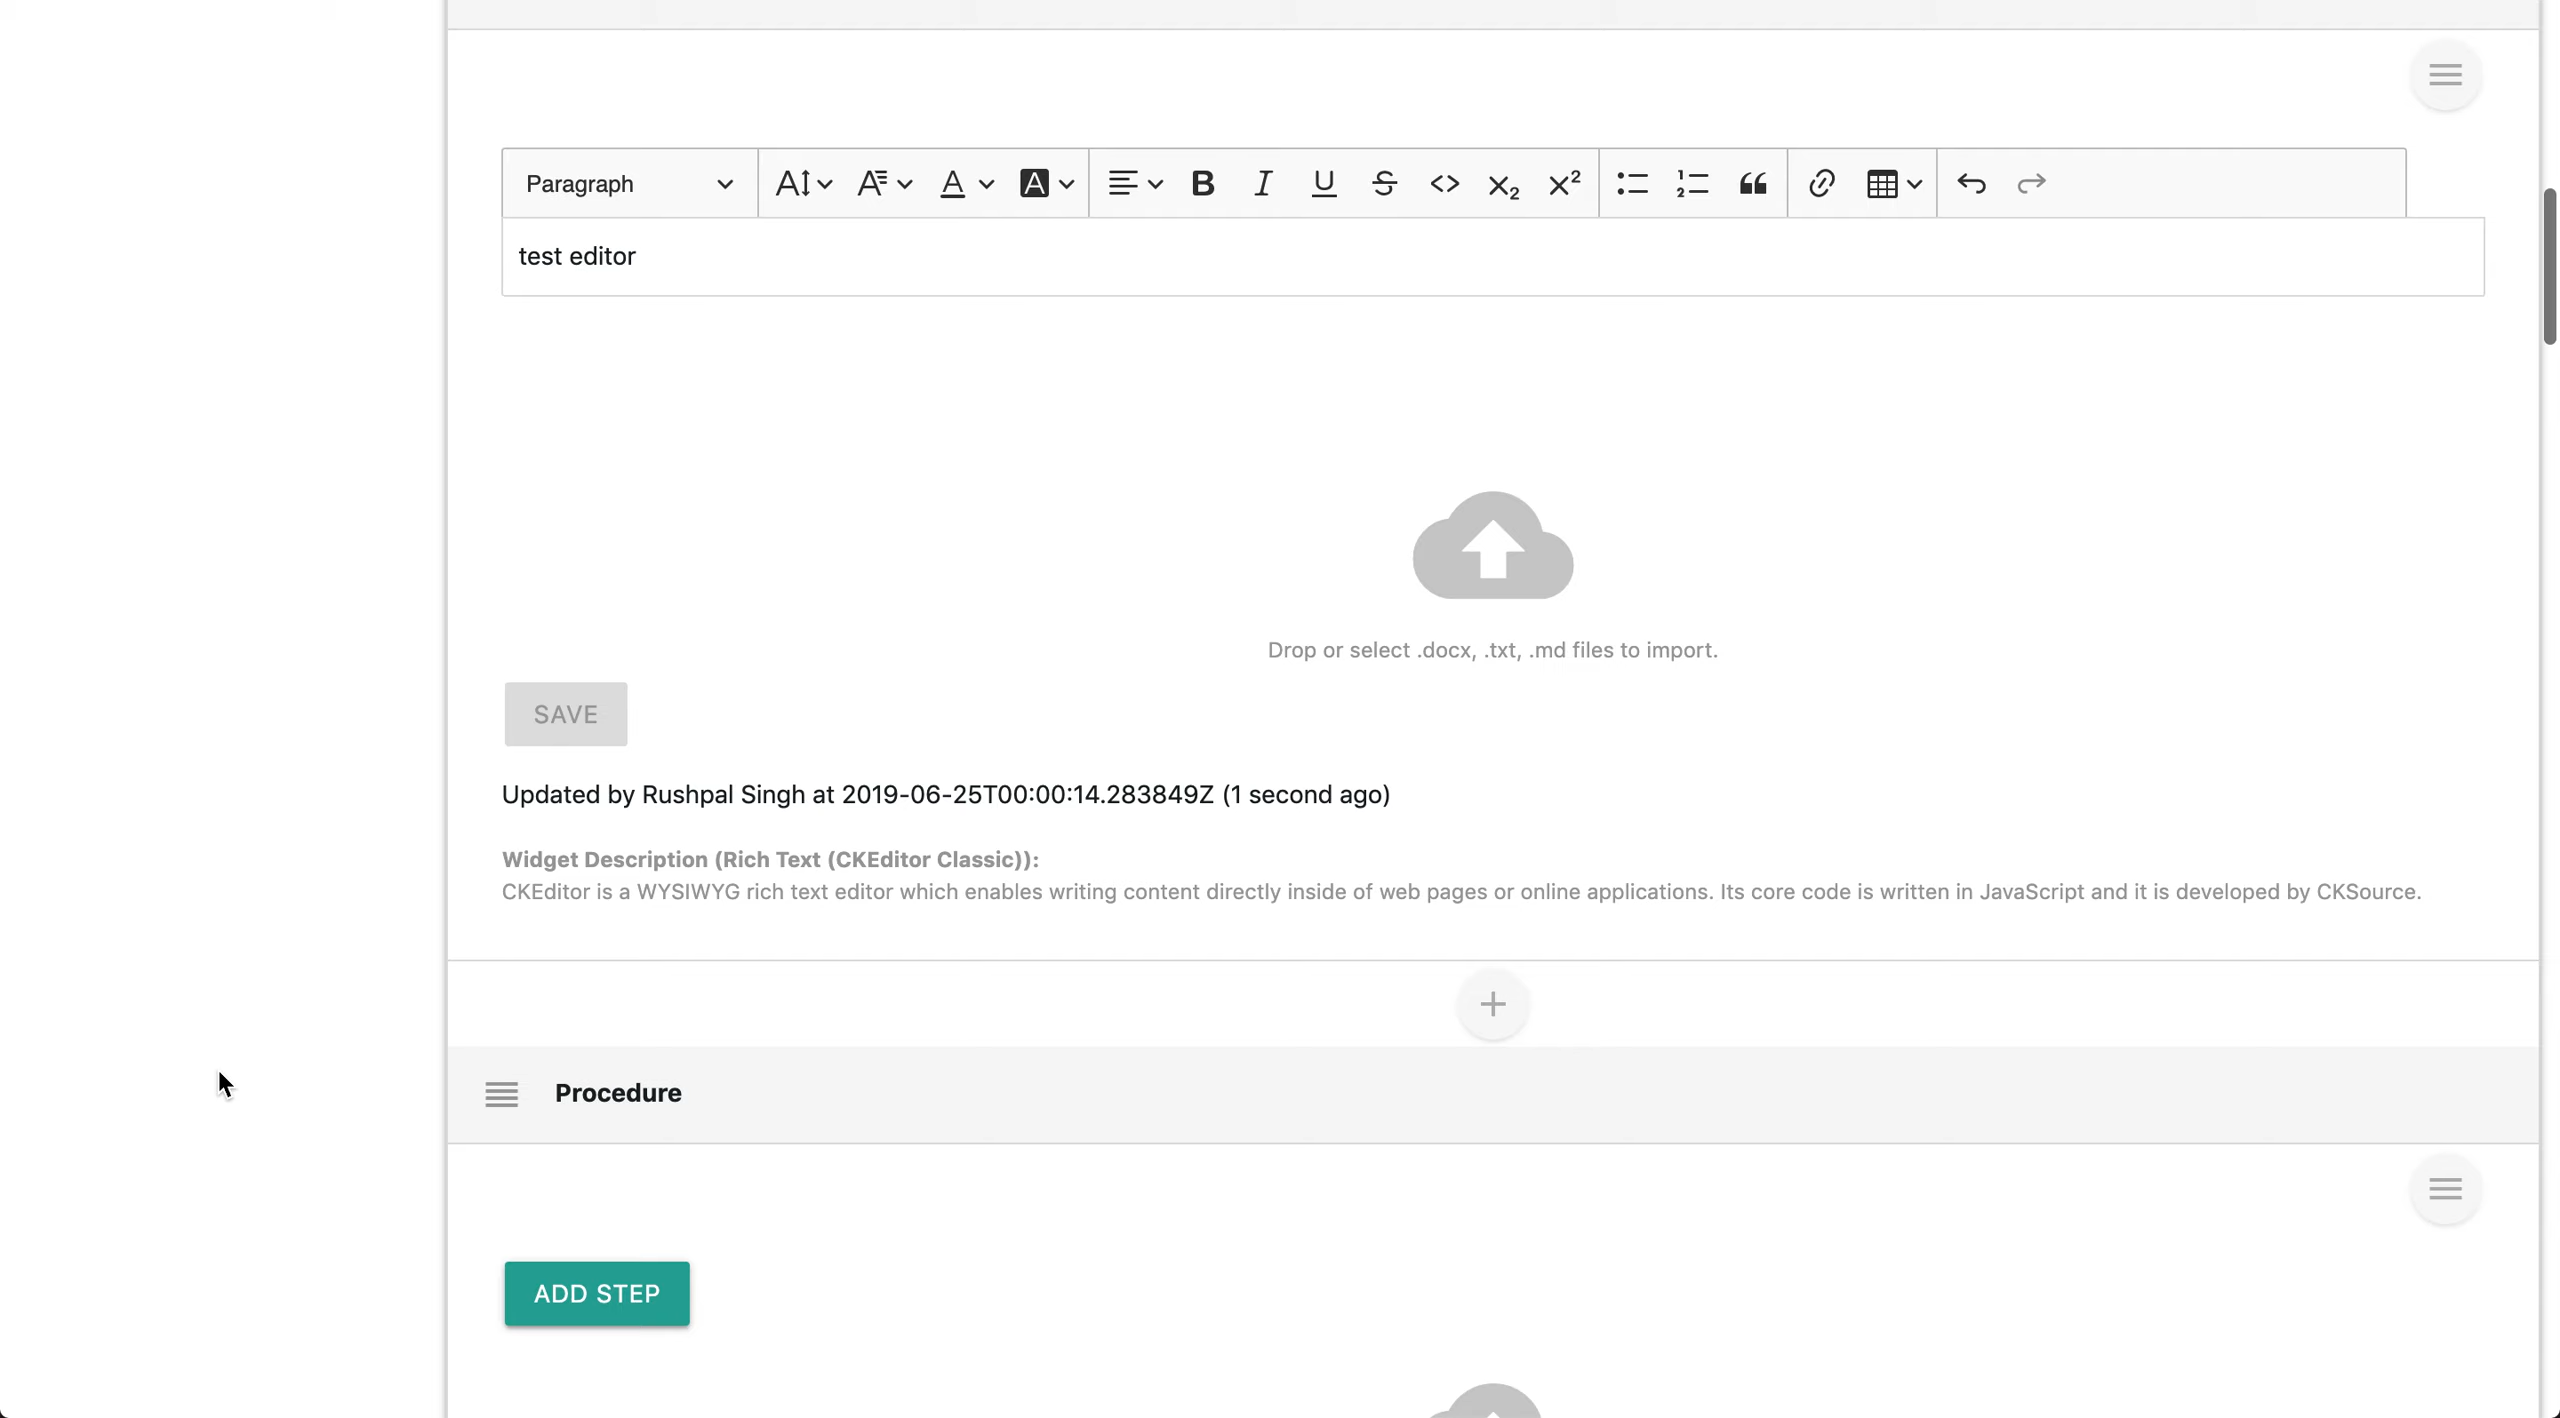 Paragraph
test editor
Drop or select .docx, .txt, .md files to import.
SAVE
Updated by Rushpal Singh at 2019-06-25T00:00:14.283849Z (1 second ago)
Widget Description (Rich Text (CKEditor Classic)):
CKEditor is a WYSIWYG rich text editor which enables writing content directly inside of web pages or online applications. Its core code is written in JavaScript and it is developed by CKSource.
Procedure
ADD STEP